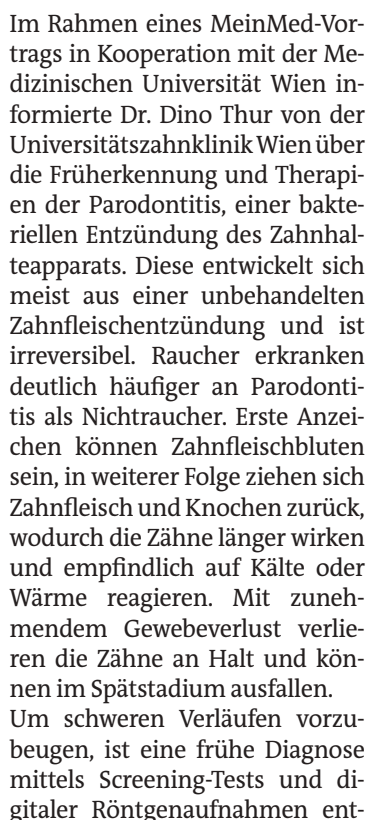 Im Rahmen eines MeinMed-Vor-
trags in Kooperation mit der Me-
dizinischen Universität Wien in-
formierte Dr. Dino Thur von der
Universitätszahnklinik Wien über
die Früherkennung und Therapi-
en der Parodontitis, einer bakte-
riellen Entzündung des Zahnhal-
teapparats. Diese entwickelt sich
meist aus einer unbehandelten
Zahnfleischentzündung und ist
irreversibel. Raucher erkranken
deutlich häufiger an Parodonti-
tis als Nichtraucher. Erste Anzei-
chen können Zahnfleischbluten
sein, in weiterer Folge ziehen sich
Zahnfleisch und Knochen zurück,
wodurch die Zähne länger wirken
und empfindlich auf Kälte oder
Wärme reagieren. Mit zuneh-
mendem Gewebeverlust verlie-
ren die Zähne an Halt und kön-
nen im Spätstadium ausfallen.
Um schweren Verläufen vorzu-
beugen, ist eine frühe Diagnose
mittels Screening-Tests und di-
gitaler Röntgenaufnahmen ent-